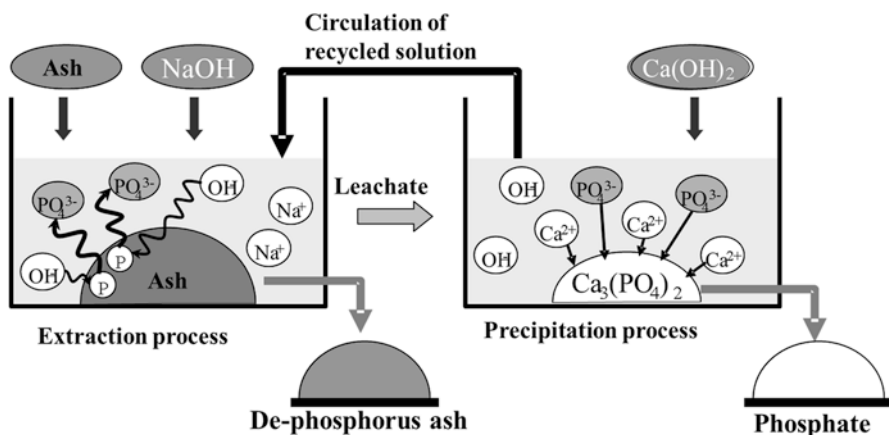 Circulation of
recycled solution
Ash
NaOH
Ca(OH)2
PO4 3-
PO4 3-
OH
Na+
Na+
OH
P
P
Ash
Leachate
OH
PO4 3-
PO4 3-
Ca2+
Ca2+
Ca2+
OH
Ca3(PO4)2
Extraction process
Precipitation process
De-phosphorus ash
Phosphate